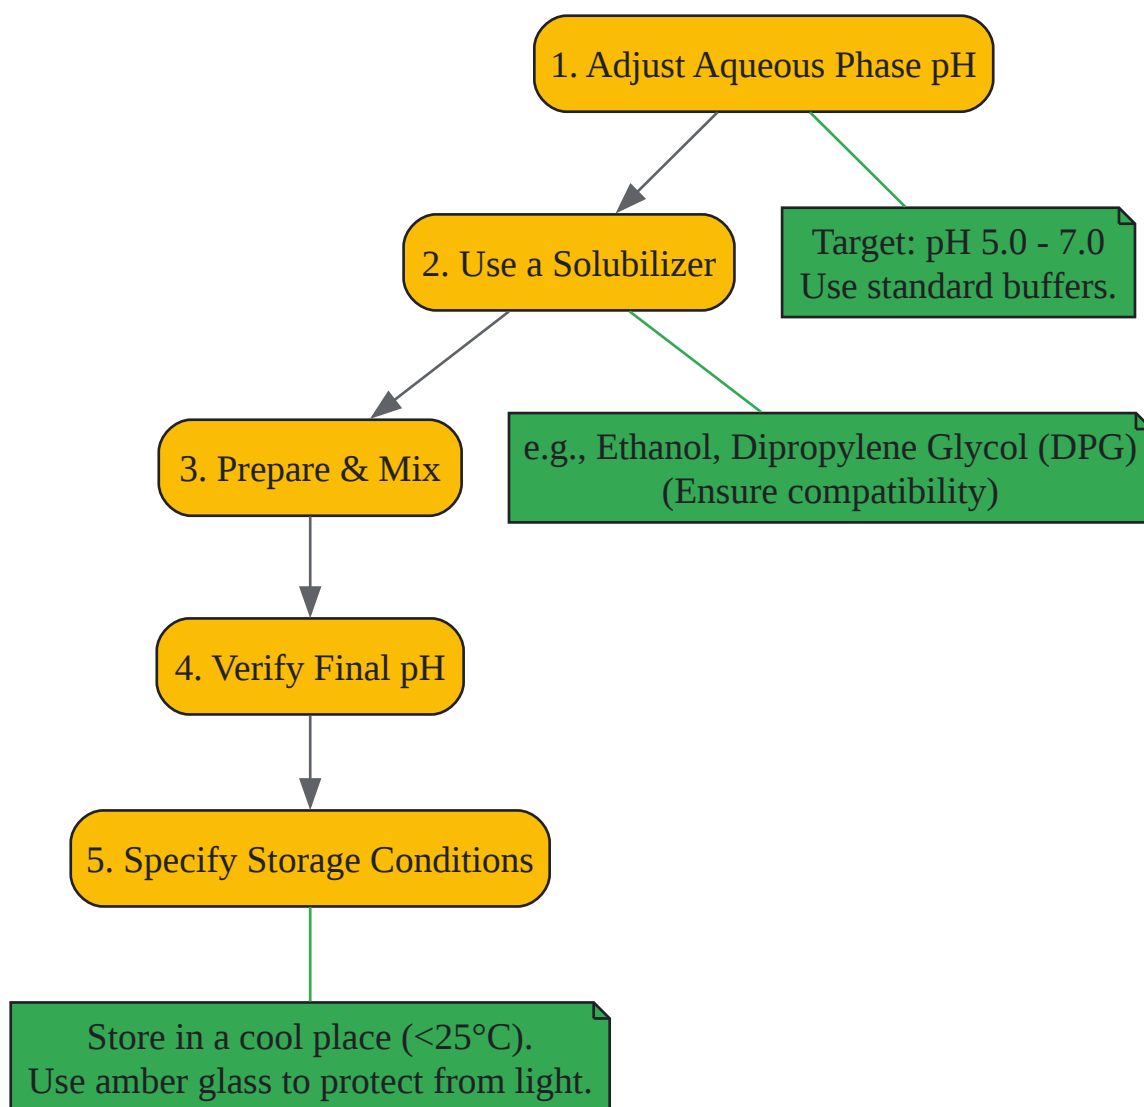 1. Adjust Aqueous Phase pH
Target: pH 5.0 - 7.0
Use standard buffers.
2. Use a Solubilizer
e.g., Ethanol, Dipropylene Glycol (DPG)
(Ensure compatibility)
3. Prepare & Mix
4. Verify Final pH
5. Specify Storage Conditions
Store in a cool place (<25°C).
Use amber glass to protect from light.